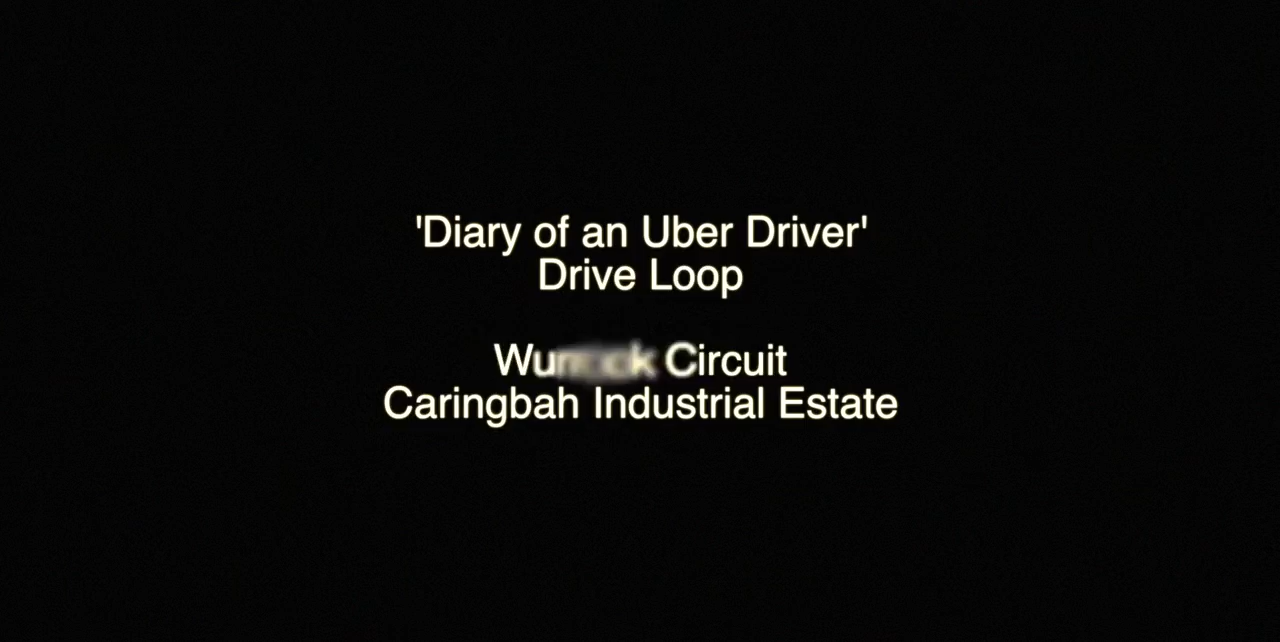 'Diary of an Uber Driver'
Drive Loop
Circuit
Caringbah Industrial Estate